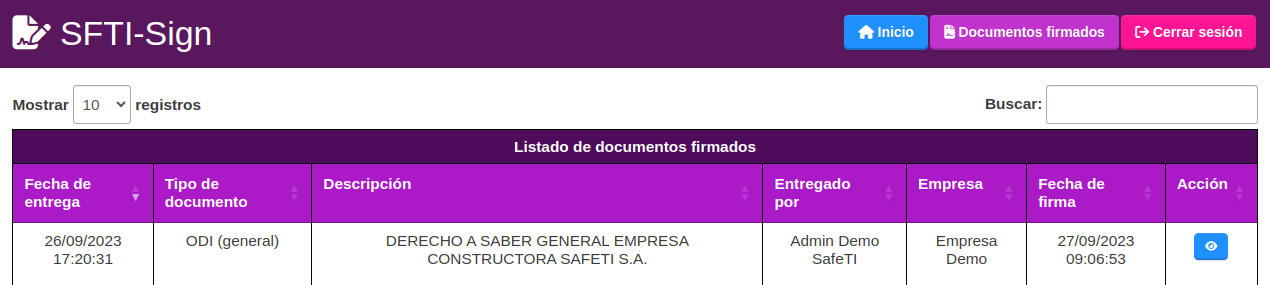 SFTI-Sign
Inicio
Documentos firmados
Cerrar sesión
Mostrar 10 registros
Buscar:
Listado de documentos firmados
Fecha de
entrega
Tipo de
documento
Descripción
Entregado
por
Empresa
Fecha de
firma
Acción
26/09/2023
17:20:31
ODI (general)
DERECHO A SABER GENERAL EMPRESA
CONSTRUCTORA SAFETI S.A.
Admin Demo
SafeTI
Empresa
Demo
27/09/2023
09:06:53